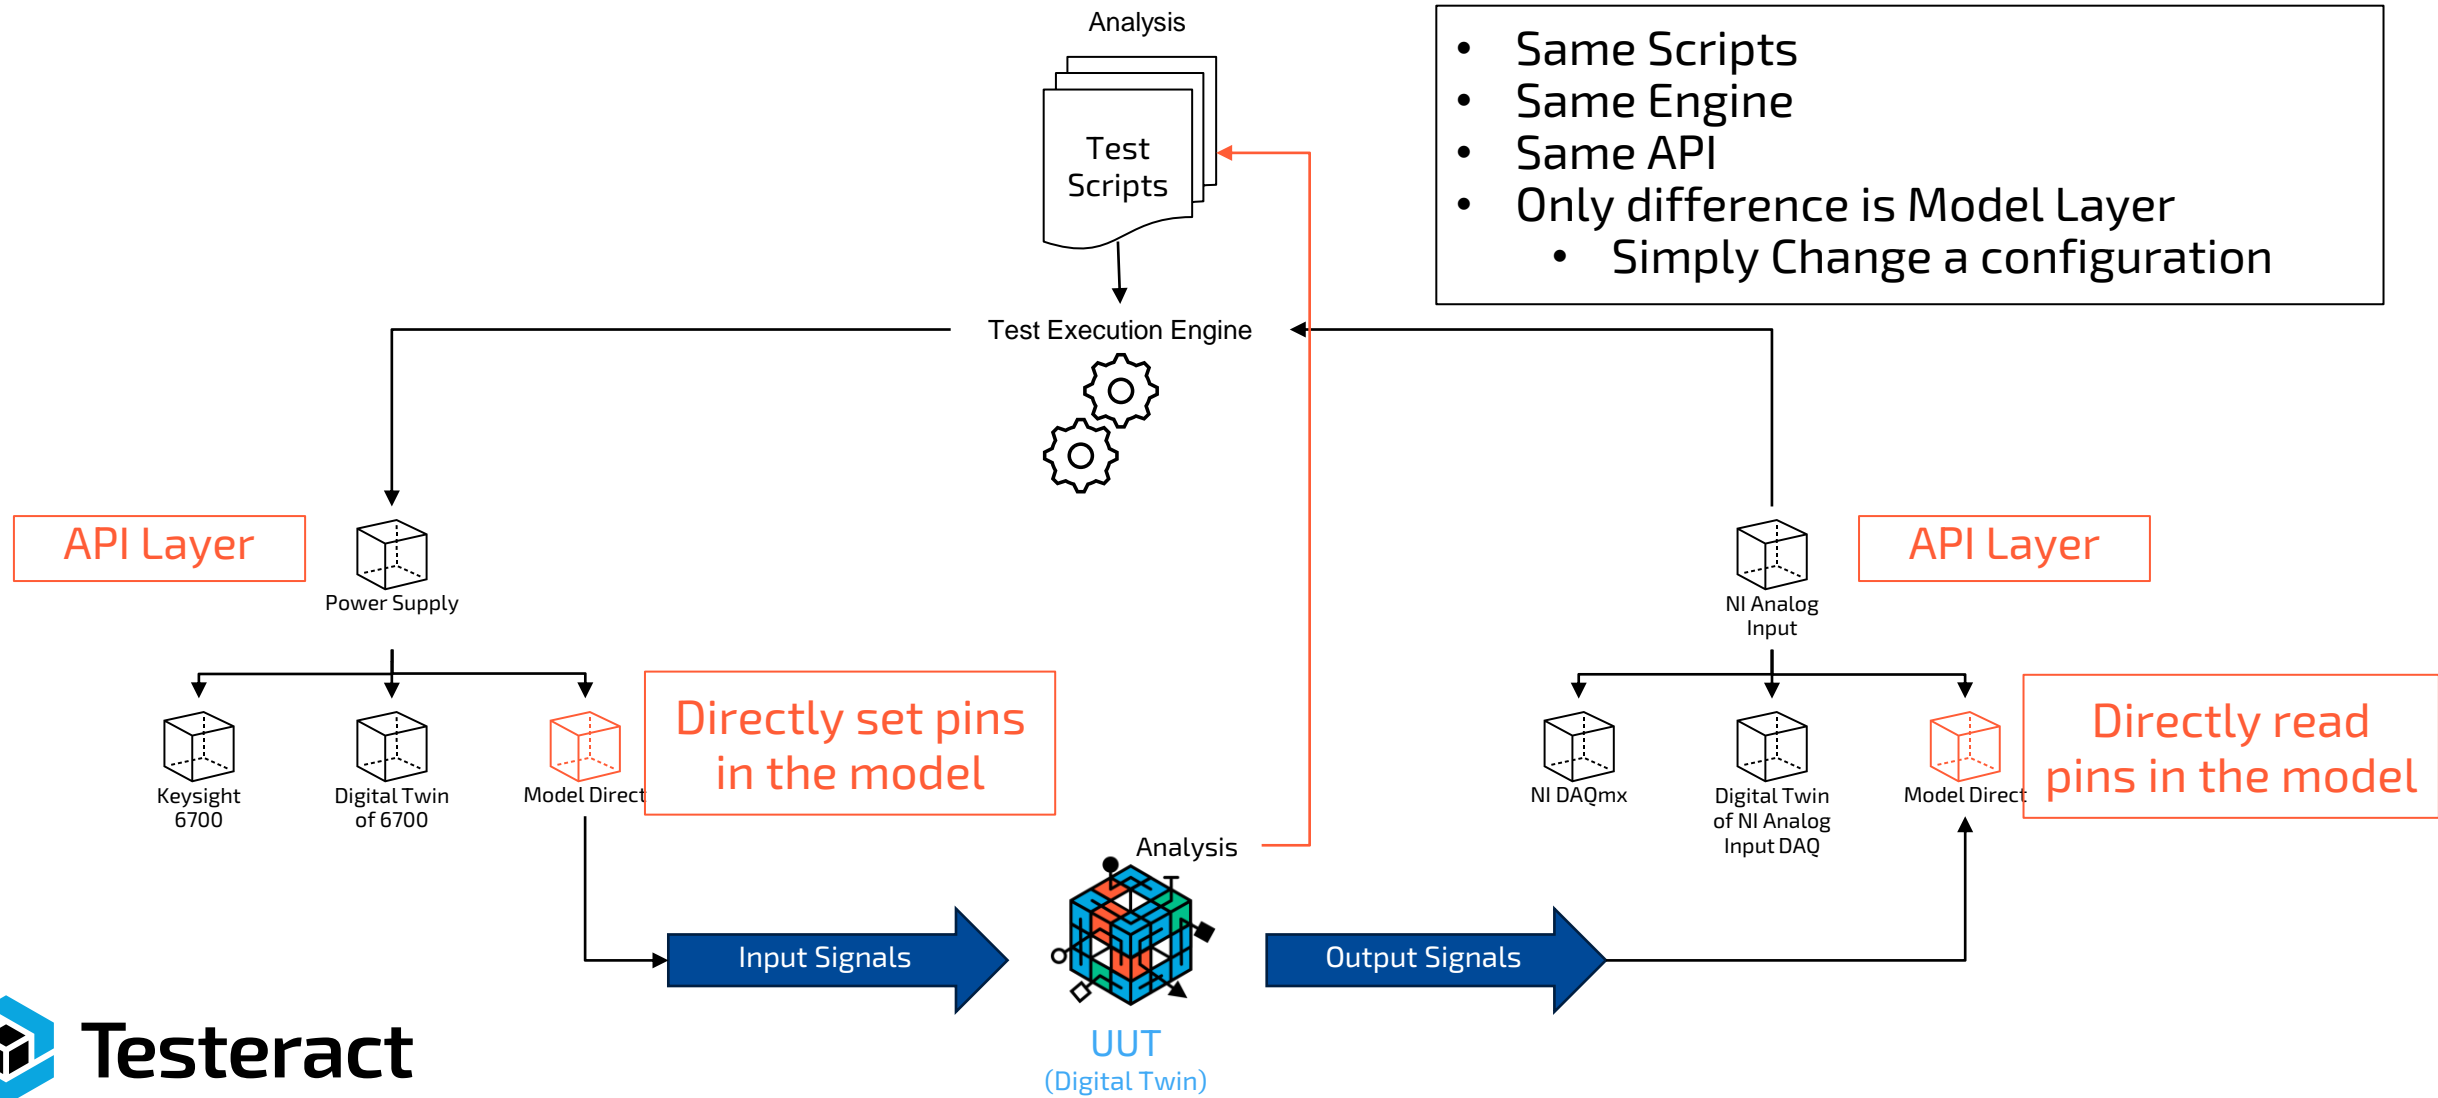 Analysis
Test
Scripts
• Same Scripts
• Same Engine
• Same API
• Only difference is Model Layer
• Simply Change a configuration
Test Execution Engine
API Layer
Power Supply
NI Analog
Input
API Layer
Keysight
6700
Digital Twin
of 6700
Model Direct
Directly set pins
in the model
NI DAQmx
Digital Twin
of NI Analog
Input DAQ
Model Direct
Directly read
pins in the model
Analysis
Input Signals
Output Signals
UUT
(Digital Twin)
Testeract